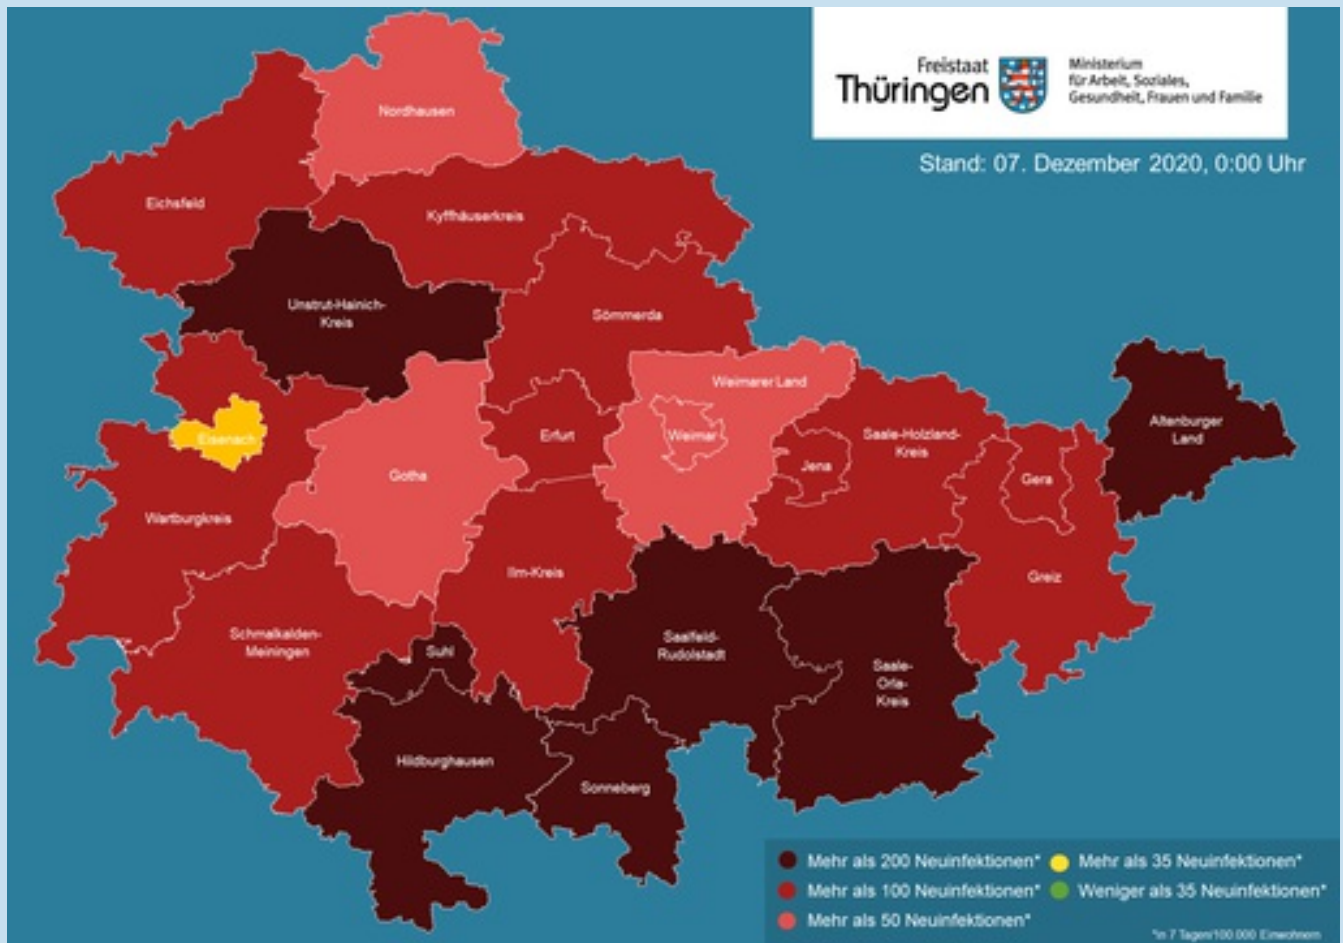 Freistaat
Thüringen
Ministerium
für Arbeit, Soziales,
Gesundheit, Frauen und Familie
Stand: 07. Dezember 2020, 0:00 Uhr
Nordhausen
Eichsfeld
Kyffhäuserkreis
Unstrut-Hainich-
Kreis
Sömmerda
Weimarer Land
Eisenach
Erfurt
Weimar
Saale-Holzland-
Kreis
Altenburger
Land
Gotha
Jena
Gera
Wartburgkreis
Ilm-Kreis
Greiz
Schmalkalden-
Meiningen
Suhl
Saalfeld-
Rudolstadt
Saale-
Orla-
Kreis
Hildburghausen
Sonneberg
Mehr als 200 Neuinfektionen*
Mehr als 35 Neuinfektionen*
Mehr als 100 Neuinfektionen*
Weniger als 35 Neuinfektionen*
Mehr als 50 Neuinfektionen*
*in 7 Tagen/100 000 Einwohnern